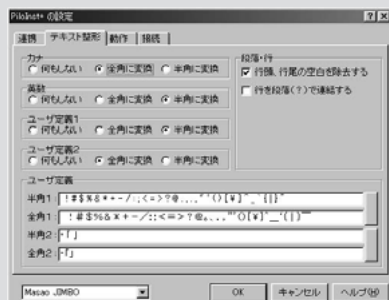 PiloInst+ の設定
連携 テキスト整形 動作 接続
カナ
何もしない 全角に変換 半角に変換
英数
何もしない 全角に変換 半角に変換
ユーザ定義1
何もしない 全角に変換 半角に変換
ユーザ定義2
何もしない 全角に変換 半角に変換
段落・行
行頭、行尾の空白を除去する
行を段落(?)で連結する
ユーザ定義
半角1:
全角1:
半角2:
全角2:
Masao JIMBO
OK キャンセル ヘルプ(H)